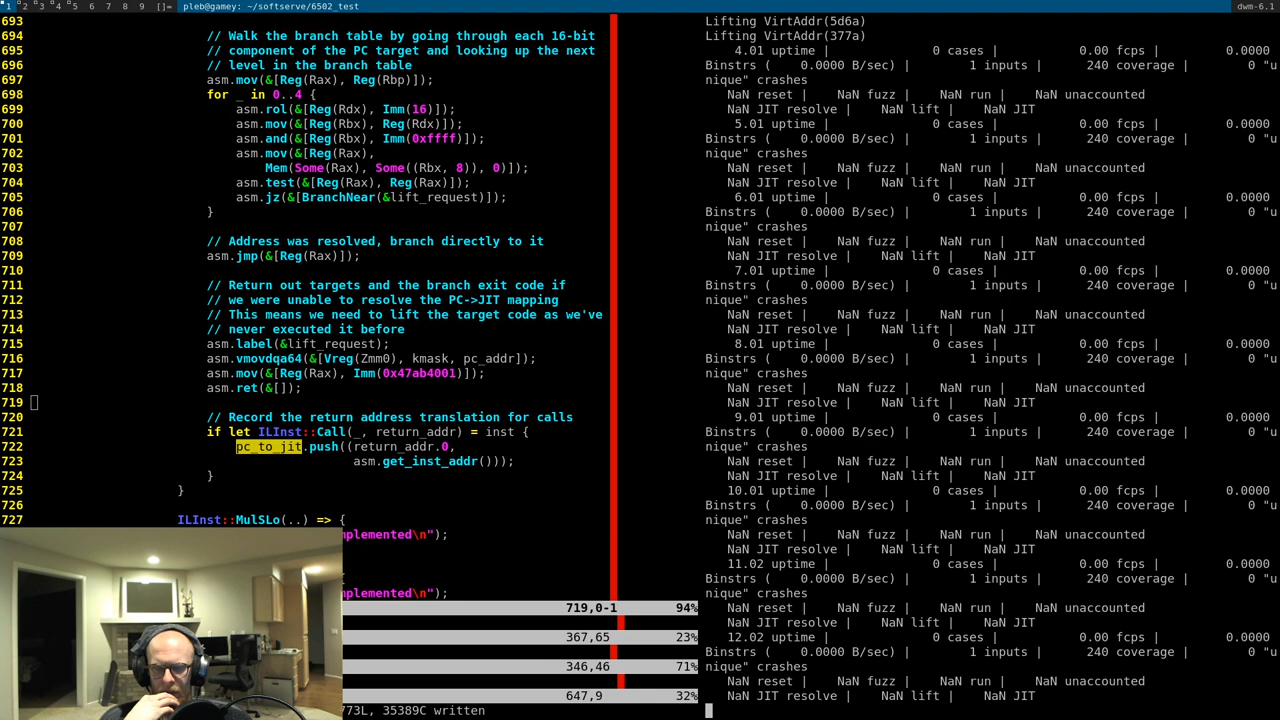 1 2 3 4 5 6 7 8 9 []= pleb@gamey: ~/softserve/6502_test dwm-6.1
693
694 // Walk the branch table by going through each 16-bit
695 // component of the PC target and looking up the next
696 // level in the branch table
697 asm.mov(&[Reg(Rax), Reg(Rbp)]);
698 for _ in 0..4 {
699 asm.rol(&[Reg(Rdx), Imm(16)]);
700 asm.mov(&[Reg(Rbx), Reg(Rdx)]);
701 asm.and(&[Reg(Rbx), Imm(0xffff)]);
702 asm.mov(&[Reg(Rax),
703 Mem(Some(Rax), Some((Rbx, 8)), 0)]);
704 asm.test(&[Reg(Rax), Reg(Rax)]);
705 asm.jz(&[BranchNear(&lift_request)]);
706 }
707
708 // Address was resolved, branch directly to it
709 asm.jmp(&[Reg(Rax)]);
710
711 // Return out targets and the branch exit code if
712 // we were unable to resolve the PC->JIT mapping
713 // This means we need to lift the target code as we've
714 // never executed it before
715 asm.label(&lift_request);
716 asm.vmovdqa64(&[Vreg(Zmm0), kmask, pc_addr]);
717 asm.mov(&[Reg(Rax), Imm(0x47ab4001)]);
718 asm.ret(&[]);
719
720 // Record the return address translation for calls
721 if let ILInst::Call(_, return_addr) = inst {
722 pc_to_jit.push((return_addr.0,
723 asm.get_inst_addr()));
724 }
725 }
726
727 ILInst::MulSLo(..) => {
mplemented\n");
{
mplemented\n");
719,0-1 94%
367,65 23%
346,46 71%
647,9 32%
773L, 35389C written
Lifting VirtAddr(5d6a)
Lifting VirtAddr(377a)
4.01 uptime | 0 cases | 0.00 fcps | 0.0000
Binstrs ( 0.0000 B/sec) | 1 inputs | 240 coverage | 0 "u
nique" crashes
NaN reset | NaN fuzz | NaN run | NaN unaccounted
NaN JIT resolve | NaN lift | NaN JIT
5.01 uptime | 0 cases | 0.00 fcps | 0.0000
Binstrs ( 0.0000 B/sec) | 1 inputs | 240 coverage | 0 "u
nique" crashes
NaN reset | NaN fuzz | NaN run | NaN unaccounted
NaN JIT resolve | NaN lift | NaN JIT
6.01 uptime | 0 cases | 0.00 fcps | 0.0000
Binstrs ( 0.0000 B/sec) | 1 inputs | 240 coverage | 0 "u
nique" crashes
NaN reset | NaN fuzz | NaN run | NaN unaccounted
NaN JIT resolve | NaN lift | NaN JIT
7.01 uptime | 0 cases | 0.00 fcps | 0.0000
Binstrs ( 0.0000 B/sec) | 1 inputs | 240 coverage | 0 "u
nique" crashes
NaN reset | NaN fuzz | NaN run | NaN unaccounted
NaN JIT resolve | NaN lift | NaN JIT
8.01 uptime | 0 cases | 0.00 fcps | 0.0000
Binstrs ( 0.0000 B/sec) | 1 inputs | 240 coverage | 0 "u
nique" crashes
NaN reset | NaN fuzz | NaN run | NaN unaccounted
NaN JIT resolve | NaN lift | NaN JIT
9.01 uptime | 0 cases | 0.00 fcps | 0.0000
Binstrs ( 0.0000 B/sec) | 1 inputs | 240 coverage | 0 "u
nique" crashes
NaN reset | NaN fuzz | NaN run | NaN unaccounted
NaN JIT resolve | NaN lift | NaN JIT
10.01 uptime | 0 cases | 0.00 fcps | 0.0000
Binstrs ( 0.0000 B/sec) | 1 inputs | 240 coverage | 0 "u
nique" crashes
NaN reset | NaN fuzz | NaN run | NaN unaccounted
NaN JIT resolve | NaN lift | NaN JIT
11.02 uptime | 0 cases | 0.00 fcps | 0.0000
Binstrs ( 0.0000 B/sec) | 1 inputs | 240 coverage | 0 "u
nique" crashes
NaN reset | NaN fuzz | NaN run | NaN unaccounted
NaN JIT resolve | NaN lift | NaN JIT
12.02 uptime | 0 cases | 0.00 fcps | 0.0000
Binstrs ( 0.0000 B/sec) | 1 inputs | 240 coverage | 0 "u
nique" crashes
NaN reset | NaN fuzz | NaN run | NaN unaccounted
NaN JIT resolve | NaN lift | NaN JIT